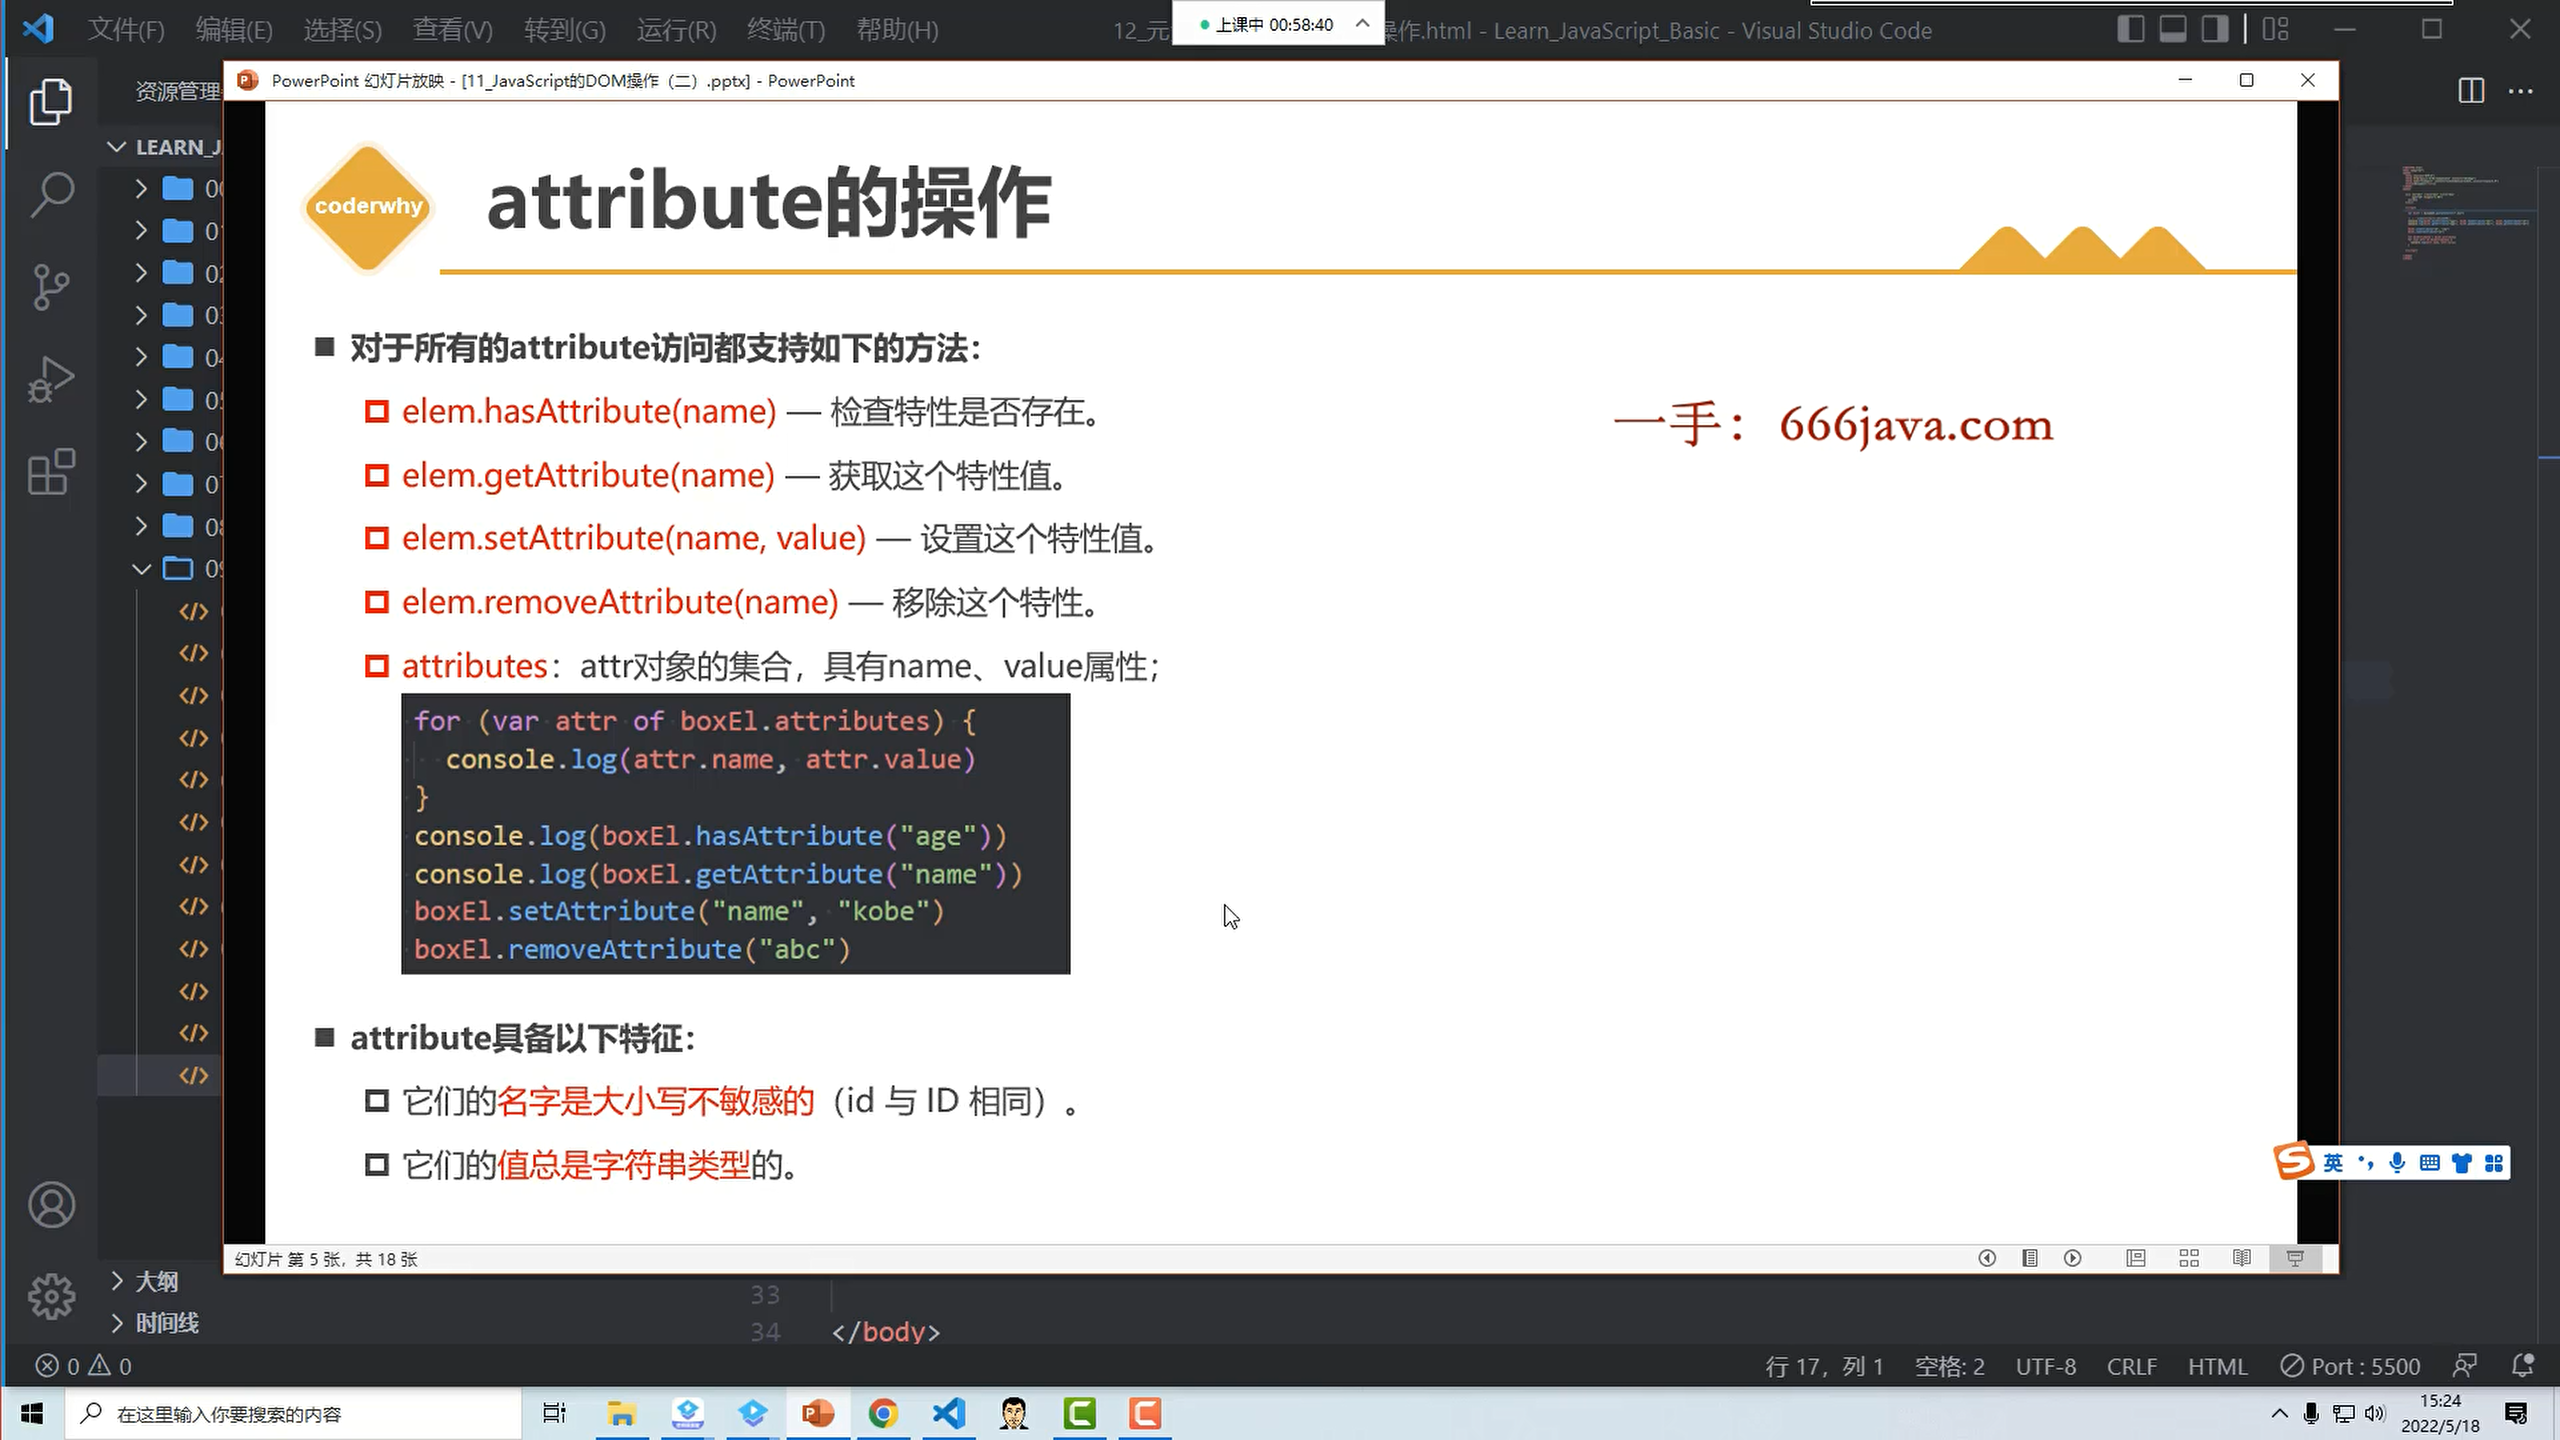 文件(F) 编辑(E) 选择(S) 查看(V) 转到(G) 运行(R) 终端(T) 帮助(H)
12_元
上课中 00:58:40
操作.html - Learn_JavaScript_Basic - Visual Studio Code
资源管理
PowerPoint 幻灯片放映 - [11_JavaScript的DOM操作（二）.pptx] - PowerPoint
LEARN_J
coderwhy
attribute的操作
对于所有的attribute访问都支持如下的方法：
elem.hasAttribute(name) — 检查特性是否存在。
一手：666java.com
elem.getAttribute(name) — 获取这个特性值。
elem.setAttribute(name, value) — 设置这个特性值。
elem.removeAttribute(name) — 移除这个特性。
attributes：attr对象的集合，具有name、value属性；
for (var attr of boxEl.attributes) {
console.log(attr.name, attr.value)
}
console.log(boxEl.hasAttribute("age"))
console.log(boxEl.getAttribute("name"))
boxEl.setAttribute("name", "kobe")
boxEl.removeAttribute("abc")
attribute具备以下特征：
它们的名字是大小写不敏感的（id 与 ID 相同）。
它们的值总是字符串类型的。
英
幻灯片 第 5 张，共 18 张
大纲
时间线
33
34 </body>
0 0
行 17，列 1 空格: 2 UTF-8 CRLF HTML Port : 5500
在这里输入你要搜索的内容
15:24
2022/5/18